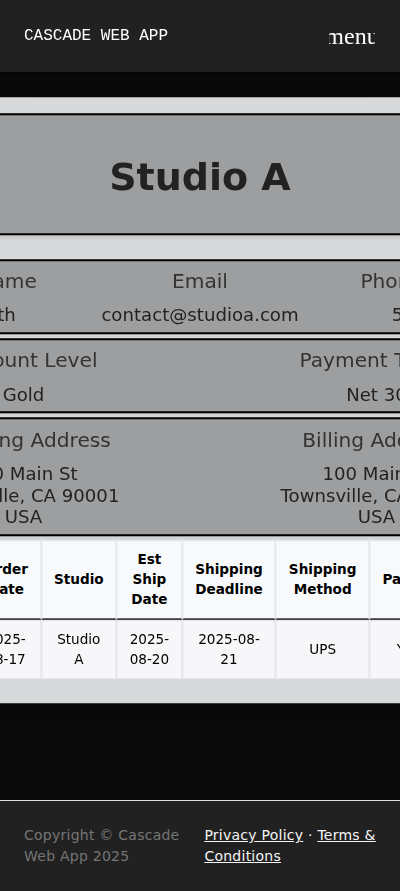 CASCADE WEB APP menu
Studio A
ame Email Phon
th contact@studioa.com 5
ount Level Payment T
Gold Net 30
ng Address Billing Add
0 Main St 100 Main
lle, CA 90001 Townsville, CA
USA USA
rder
ate
Studio
Est
Ship
Date
Shipping
Deadline
Shipping
Method
Pa
025-
8-17
Studio
A
2025-
08-20
2025-08-
21
UPS
Copyright © Cascade
Web App 2025
Privacy Policy · Terms &
Conditions